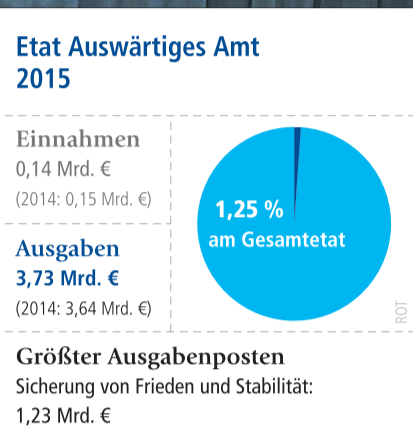 Etat Auswärtiges Amt
2015
Einnahmen
0,14 Mrd. €
(2014: 0,15 Mrd. €)
Ausgaben
3,73 Mrd. €
(2014: 3,64 Mrd. €)
1,25 %
am Gesamtetat
ROT
Größter Ausgabenposten
Sicherung von Frieden und Stabilität:
1,23 Mrd. €